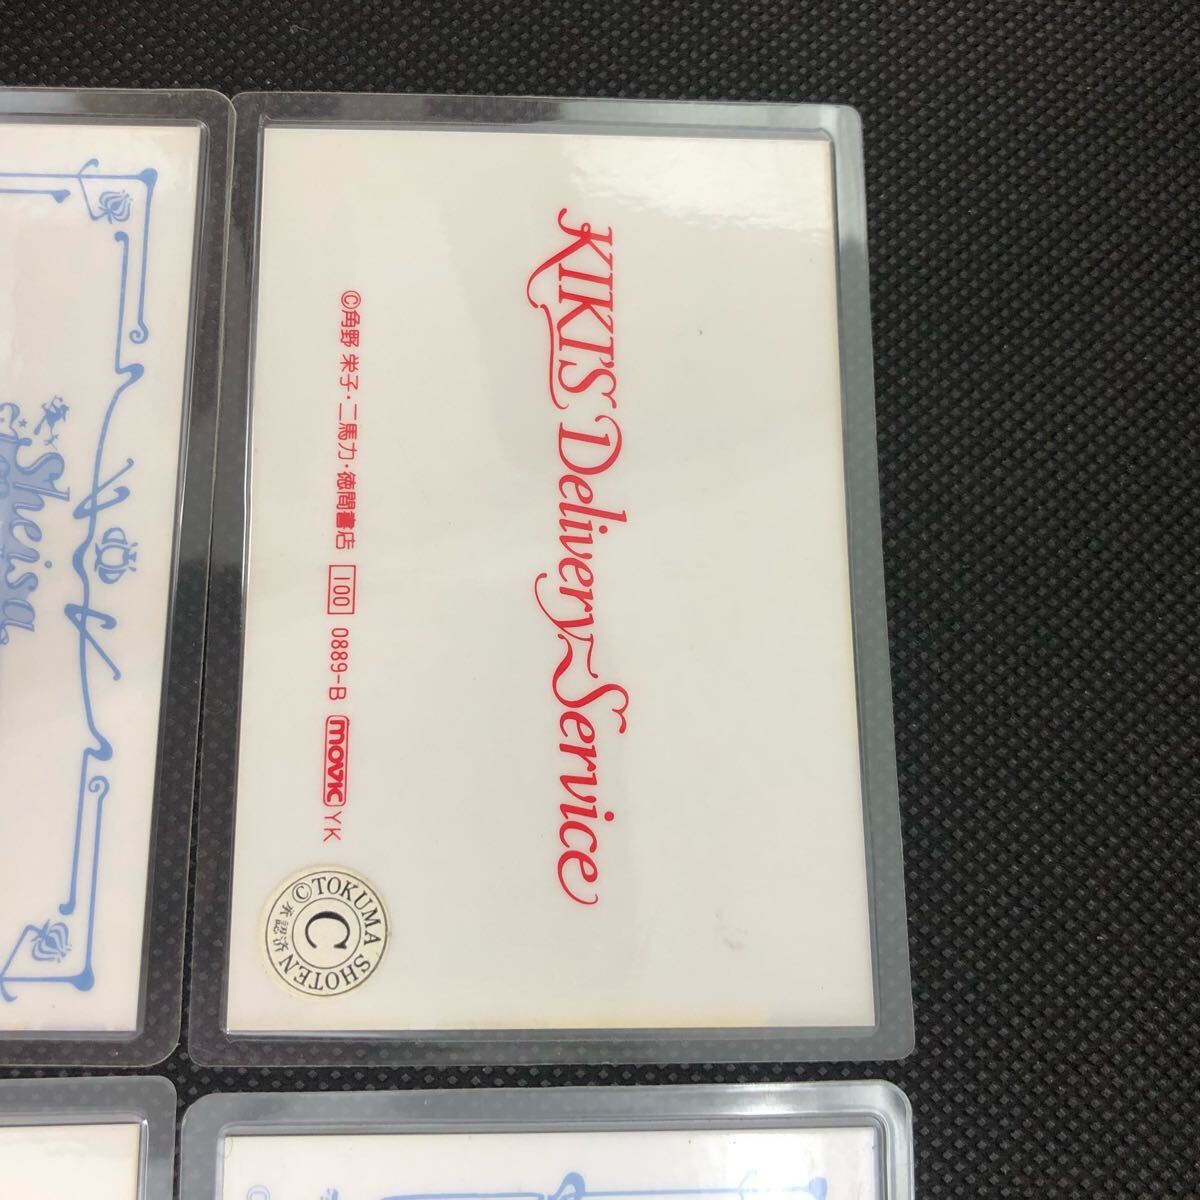 KIKI'S Delivery Service
©角野 栄子・二馬力・徳間書店 100 0889-B movic YK
© TOKUMA SHOTEN
C
承認済
Sheisa